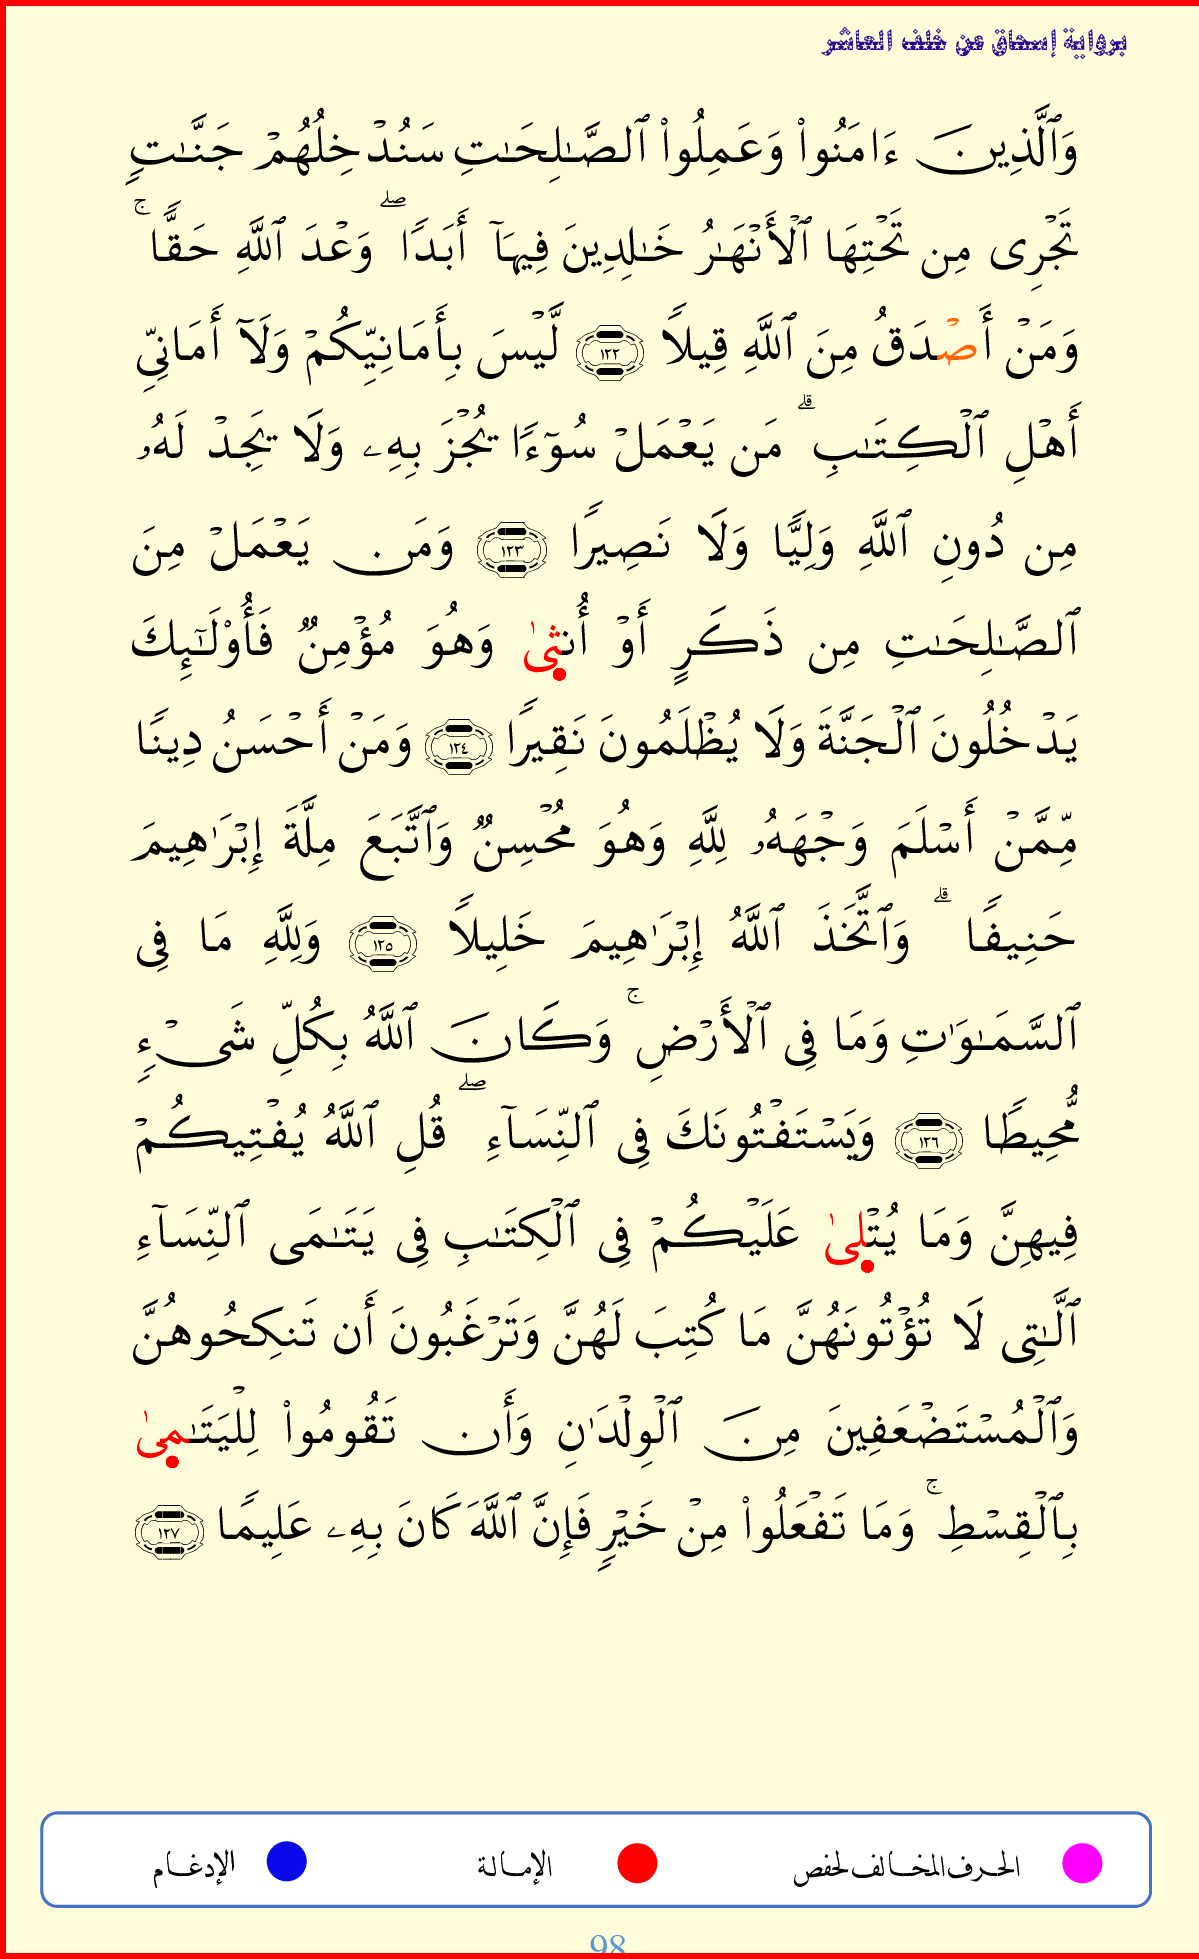 برواية إسحاق عن خلف العاشر
وَٱلَّذِينَ ءَامَنُوا۟ وَعَمِلُوا۟ ٱلصَّـٰلِحَـٰتِ سَنُدْخِلُهُمْ جَنَّـٰتٍ
تَجْرِى مِن تَحْتِهَا ٱلْأَنْهَـٰرُ خَـٰلِدِينَ فِيهَآ أَبَدًا ۖ وَعْدَ ٱللَّهِ حَقًّا ۚ
وَمَنْ أَصْدَقُ مِنَ ٱللَّهِ قِيلًا ١٢٢ لَّيْسَ بِأَمَانِيِّكُمْ وَلَآ أَمَانِىِّ
أَهْلِ ٱلْكِتَـٰبِ ۗ مَن يَعْمَلْ سُوٓءًا يُجْزَ بِهِۦ وَلَا يَجِدْ لَهُۥ
مِن دُونِ ٱللَّهِ وَلِيًّا وَلَا نَصِيرًا ١٢٣ وَمَن يَعْمَلْ مِنَ
ٱلصَّـٰلِحَـٰتِ مِن ذَكَرٍ أَوْ أُنثىٰ وَهُوَ مُؤْمِنٌ فَأُو۟لَـٰٓئِكَ
يَدْخُلُونَ ٱلْجَنَّةَ وَلَا يُظْلَمُونَ نَقِيرًا ١٢٤ وَمَنْ أَحْسَنُ دِينًا
مِّمَّنْ أَسْلَمَ وَجْهَهُۥ لِلَّهِ وَهُوَ مُحْسِنٌ وَٱتَّبَعَ مِلَّةَ إِبْرَٰهِيمَ
حَنِيفًا ۗ وَٱتَّخَذَ ٱللَّهُ إِبْرَٰهِيمَ خَلِيلًا ١٢٥ وَلِلَّهِ مَا فِى
ٱلسَّمَـٰوَٰتِ وَمَا فِى ٱلْأَرْضِ ۚ وَكَانَ ٱللَّهُ بِكُلِّ شَىْءٍ
مُّحِيطًا ١٢٦ وَيَسْتَفْتُونَكَ فِى ٱلنِّسَآءِ ۖ قُلِ ٱللَّهُ يُفْتِيكُمْ
فِيهِنَّ وَمَا يُتْلىٰ عَلَيْكُمْ فِى ٱلْكِتَـٰبِ فِى يَتَـٰمَى ٱلنِّسَآءِ
ٱلَّـٰتِى لَا تُؤْتُونَهُنَّ مَا كُتِبَ لَهُنَّ وَتَرْغَبُونَ أَن تَنكِحُوهُنَّ
وَٱلْمُسْتَضْعَفِينَ مِنَ ٱلْوِلْدَٰنِ وَأَن تَقُومُوا۟ لِلْيَتَـٰمىٰ
بِٱلْقِسْطِ ۚ وَمَا تَفْعَلُوا۟ مِنْ خَيْرٍ فَإِنَّ ٱللَّهَ كَانَ بِهِۦ عَلِيمًا ١٢٧
الحرف المخالف لحفص الإمالة الإدغام
98